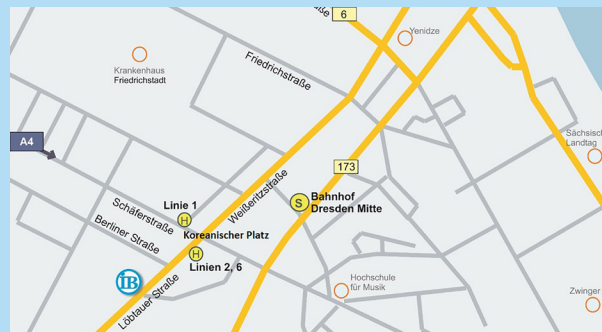 6
Yenidze
Krankenhaus
Friedrichstadt
Friedrichstraße
A4
Sächsisch
Landtag
173
Linie 1
Weißeritzstraße
Bahnhof
Dresden Mitte
S
H
Schäferstraße
Koreanischer Platz
Berliner Straße
H
Linien 2, 6
iB
Löbtauer Straße
Hochschule
für Musik
Zwinger